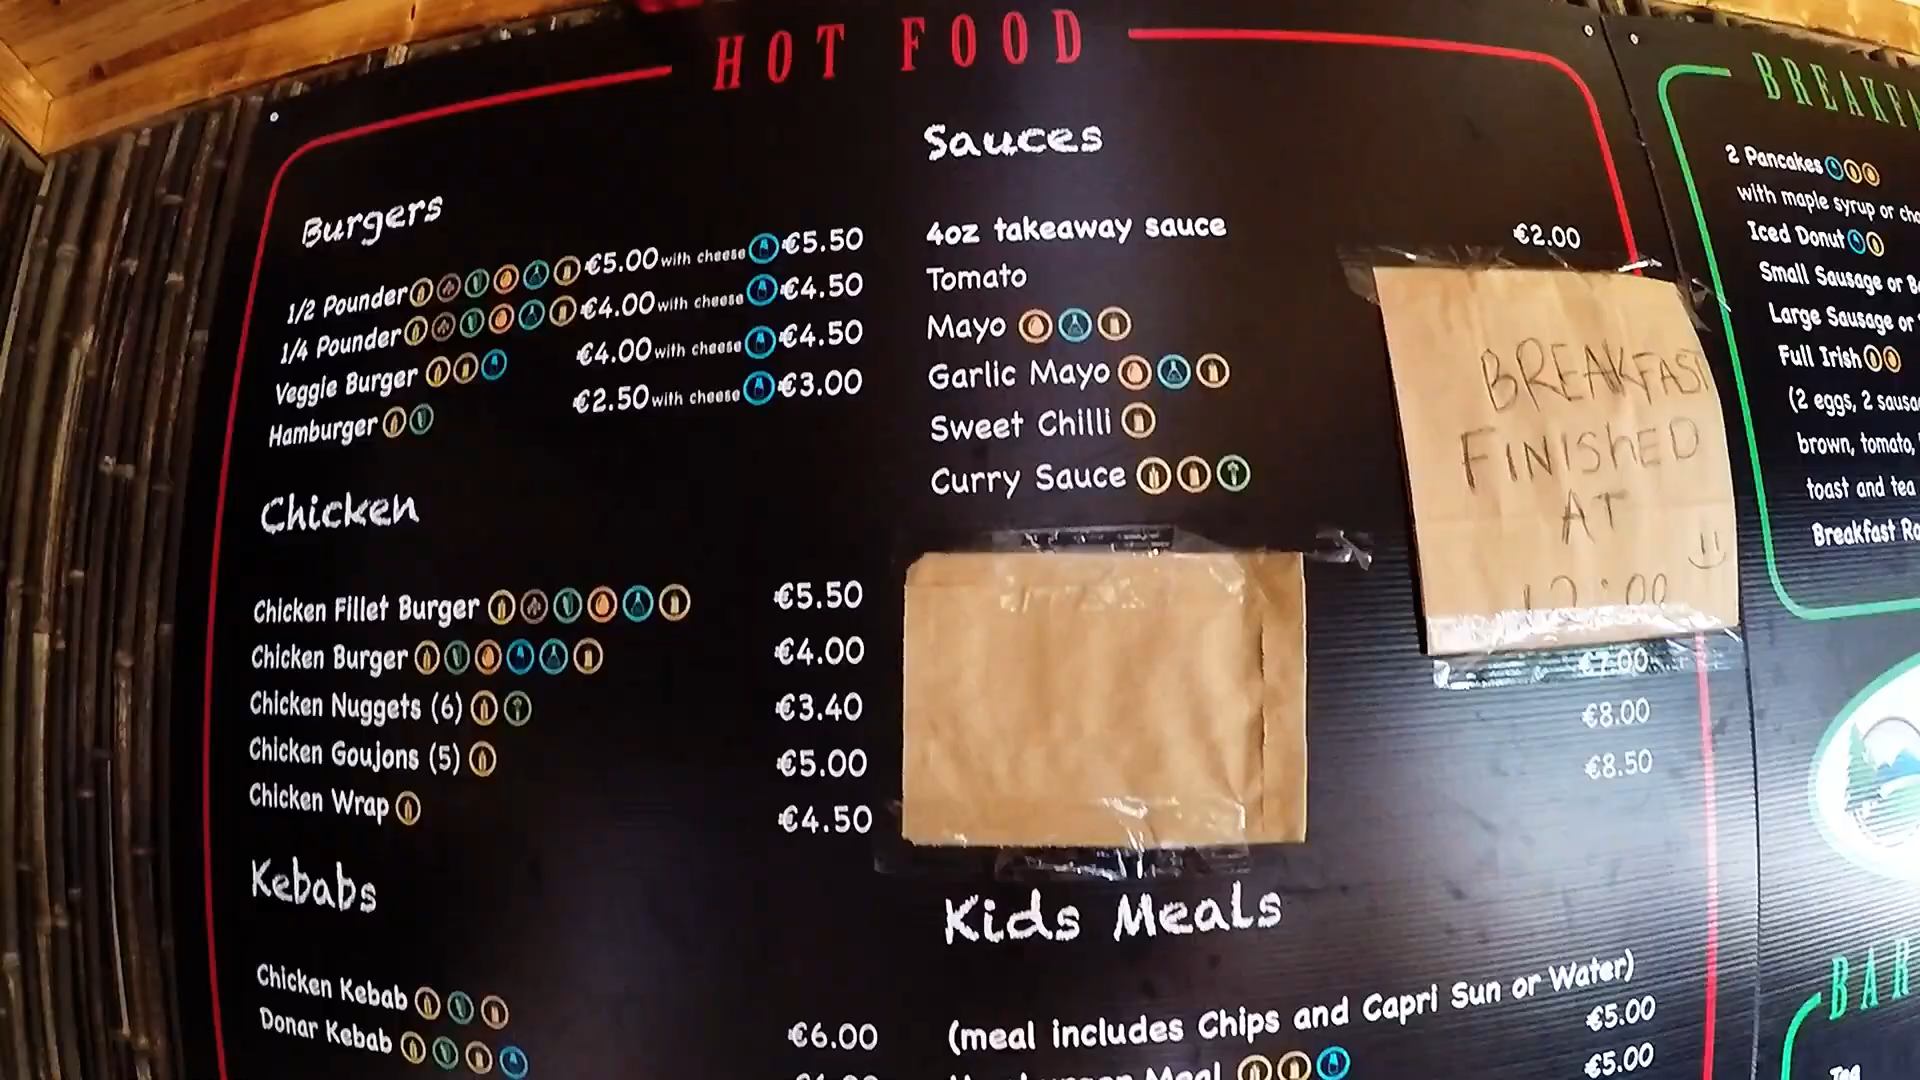 HOT FOOD
Burgers
1/2 Pounder €5.00 with cheese €5.50
1/4 Pounder €4.00 with cheese €4.50
Veggie Burger €4.00 with cheese €4.50
Hamburger €2.50 with cheese €3.00
Chicken
Chicken Fillet Burger €5.50
Chicken Burger €4.00
Chicken Nuggets (6) €3.40
Chicken Goujons (5) €5.00
Chicken Wrap €4.50
Kebabs
Chicken Kebab €6.00
Donar Kebab
Sauces
4oz takeaway sauce €2.00
Tomato
Mayo
Garlic Mayo
Sweet Chilli
Curry Sauce
€7.00
€8.00
€8.50
Kids Meals
(meal includes Chips and Capri Sun or Water)
€5.00
Meal €5.00
BREAKFAST
FINISHED
AT
12:00
2 Pancakes
with maple syrup or
Iced Donut
Small Sausage or
Large Sausage or
Full Irish
(2 eggs, 2
brown, tomato,
toast and tea
Breakfast
Tea